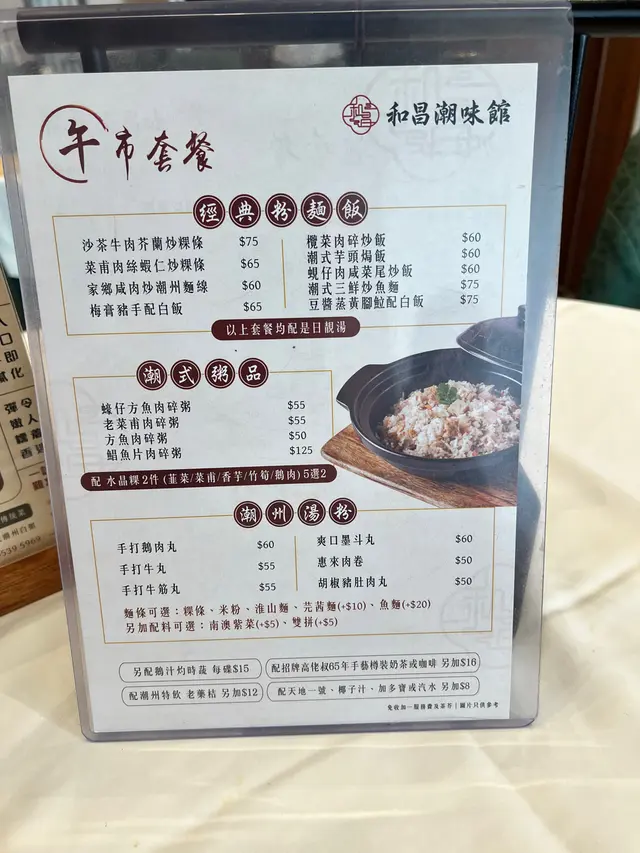 和昌潮味館
午市套餐
經典粉麵飯
沙茶牛肉芥蘭炒粿條 $75
菜甫肉絲蝦仁炒粿條 $65
家鄉咸肉炒潮州麵線 $60
梅膏豬手配白飯 $65
欖菜肉碎炒飯 $60
潮式芋頭焗飯 $60
蜆仔肉咸菜尾炒飯 $60
潮式三鮮炒魚麵 $75
豆醬蒸黃腳鱲配白飯 $75
以上套餐均配是日靚湯
潮式粥品
蠔仔方魚肉碎粥 $55
老菜甫肉碎粥 $55
方魚肉碎粥 $50
鯧魚片肉碎粥 $125
配 水晶粿2件 (韮菜/菜甫/香芋/竹筍/鵝肉) 5選2
潮州湯粉
手打鵝肉丸 $60
手打牛丸 $55
手打牛筋丸 $55
爽口墨斗丸 $60
惠來肉卷 $50
胡椒豬肚肉丸 $50
麵條可選：粿條、米粉、淮山麵、芫茜麵(+$10)、魚麵(+$20)
另加配料可選：南澳紫菜(+$5)、雙拼(+$5)
另配鵝汁灼時蔬 每碟$15
配招牌高佬叔65年手藝樽裝奶茶或咖啡 另加$16
配潮州特飲 老藥桔 另加$12
配天地一號、椰子汁、加多寶或汽水 另加$8
免收加一服務費及茶芥 | 圖片只供參考
539 5969